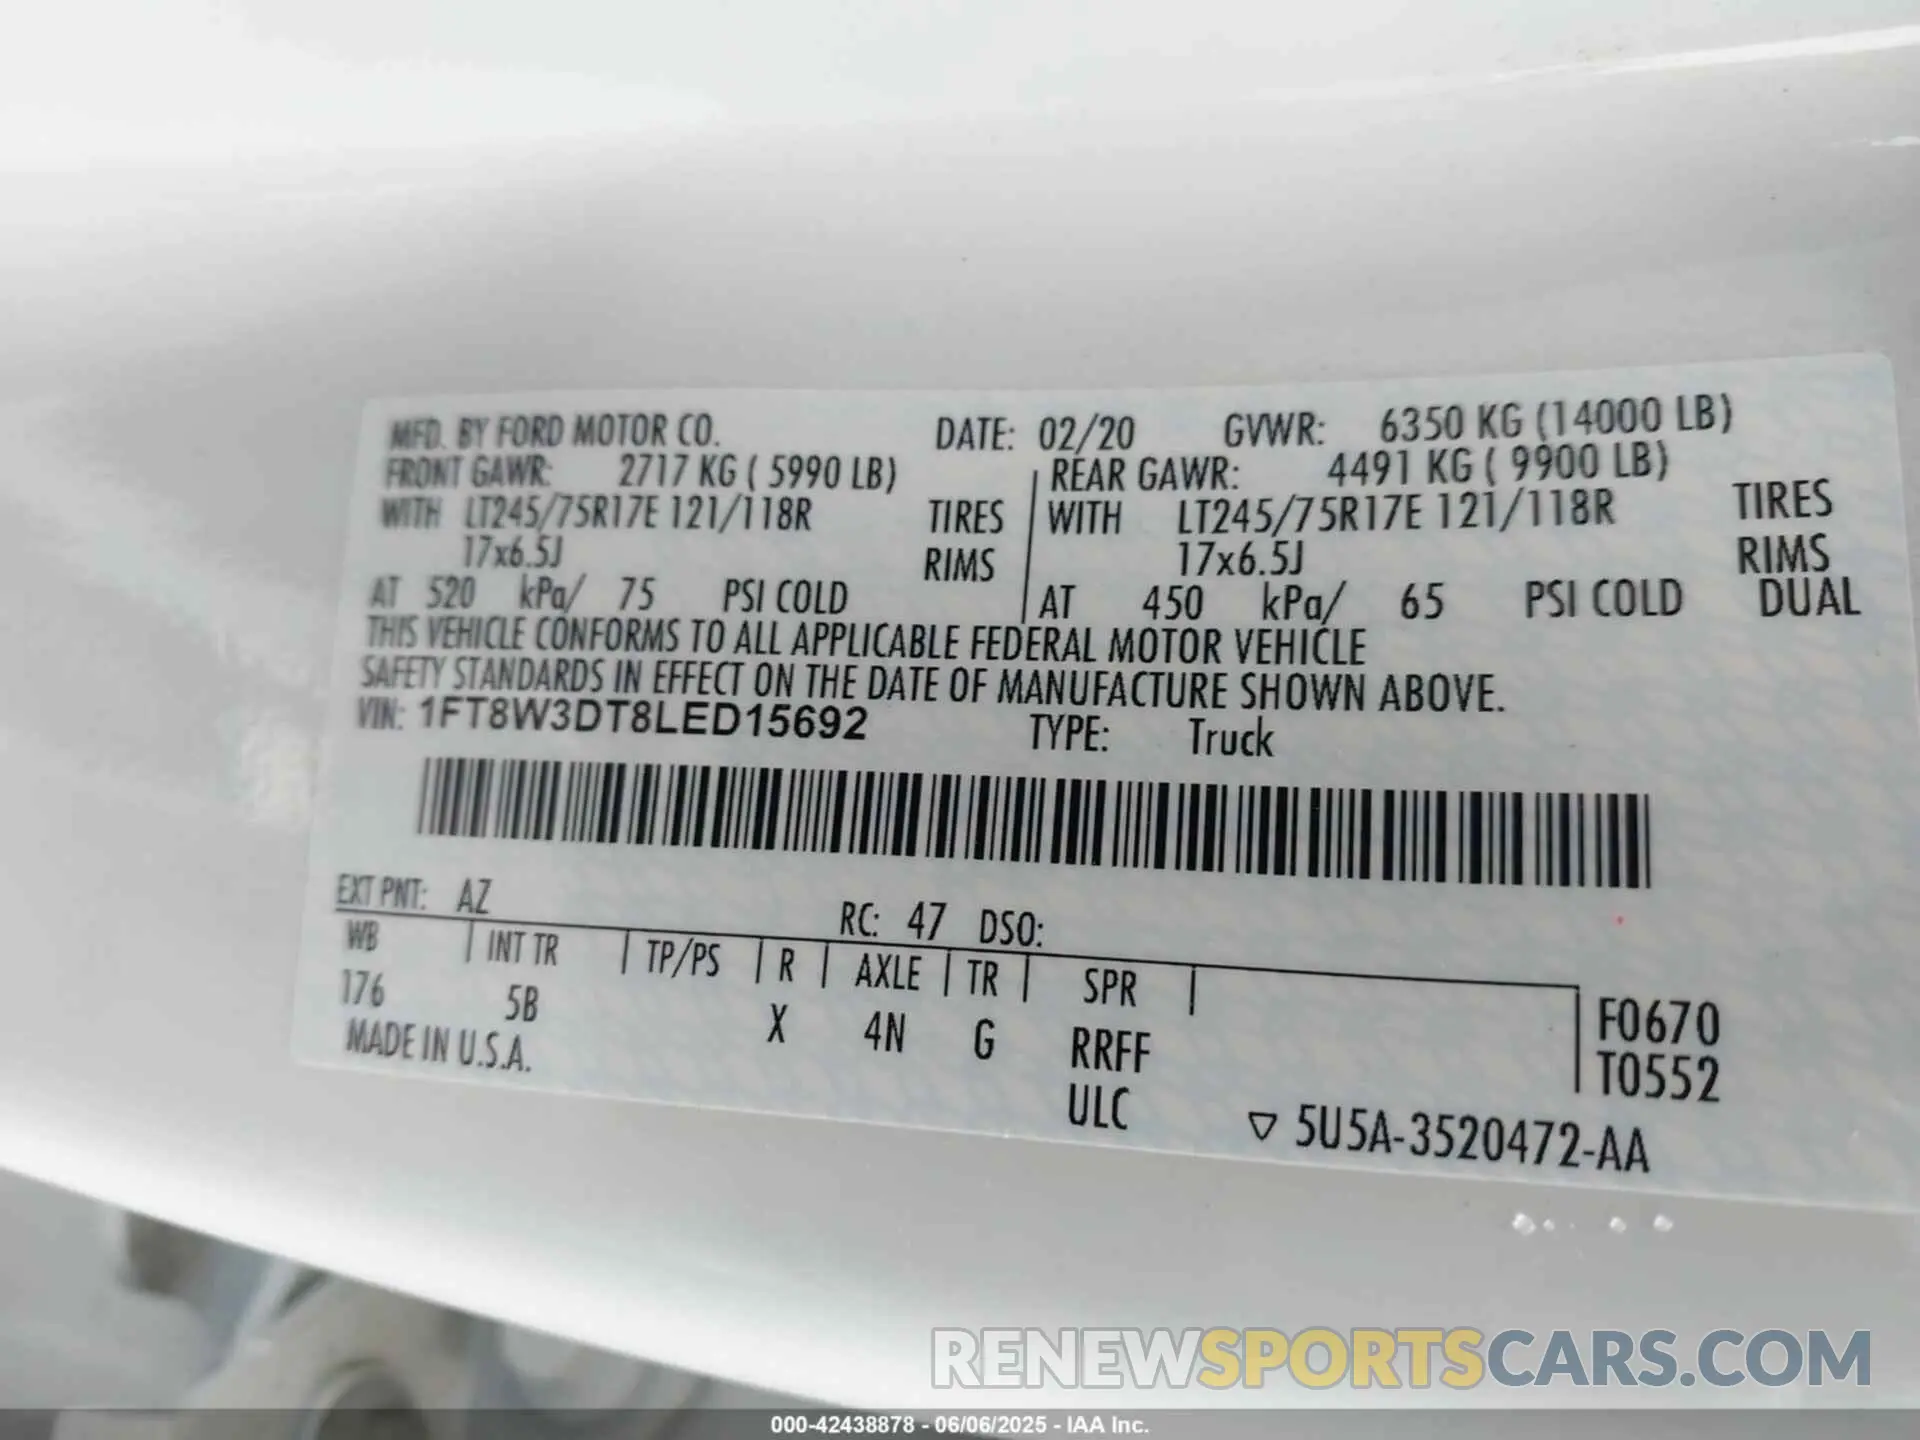 MFD. BY FORD MOTOR CO. DATE: 02/20 GVWR: 6350 KG (14000 LB)
FRONT GAWR: 2717 KG ( 5990 LB) REAR GAWR: 4491 KG ( 9900 LB)
WITH LT245/75R17E 121/118R TIRES WITH LT245/75R17E 121/118R TIRES
17x6.5J RIMS 17x6.5J RIMS
AT 520 kPa/ 75 PSI COLD AT 450 kPa/ 65 PSI COLD DUAL
THIS VEHICLE CONFORMS TO ALL APPLICABLE FEDERAL MOTOR VEHICLE
SAFETY STANDARDS IN EFFECT ON THE DATE OF MANUFACTURE SHOWN ABOVE.
VIN: 1FT8W3DT8LED15692 TYPE: Truck
EXT PNT: AZ RC: 47 DSO:
WB INT TR TP/PS R AXLE TR SPR
176 5B X 4N G RRFF F0670
MADE IN U.S.A. ULC T0552
▽ 5U5A-3520472-AA
RENEWSPORTSCARS.COM
000-42438878 - 06/06/2025 - IAA Inc.